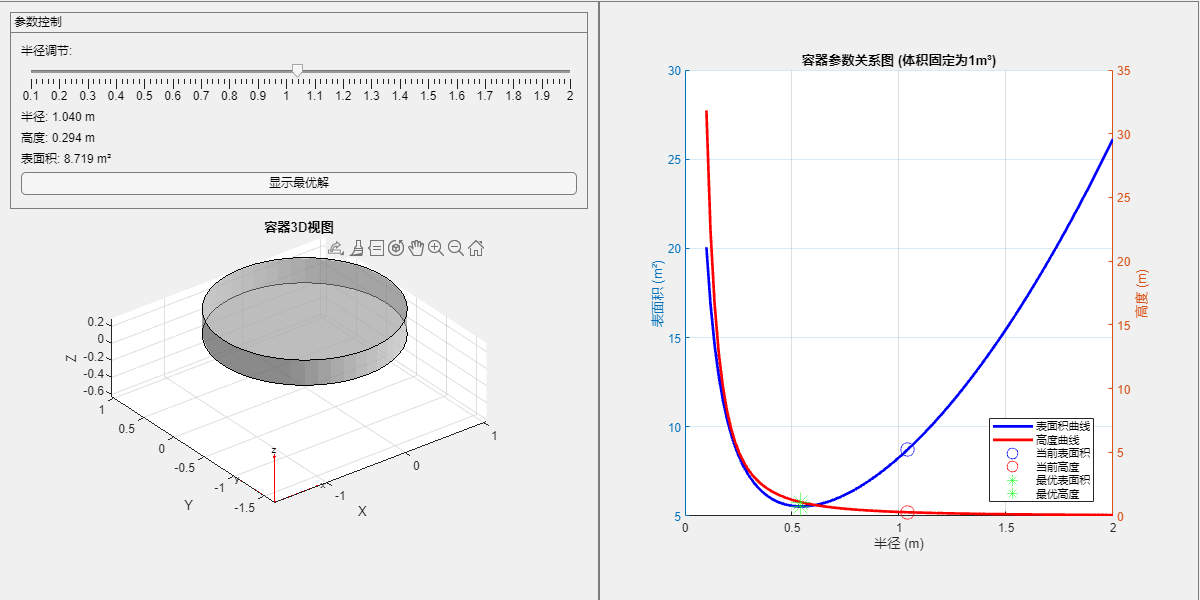 参数控制
半径调节:
0.1 0.2 0.3 0.4 0.5 0.6 0.7 0.8 0.9 1 1.1 1.2 1.3 1.4 1.5 1.6 1.7 1.8 1.9 2
半径: 1.040 m
高度: 0.294 m
表面积: 8.719 m²
显示最优解
容器3D视图
0.2
0
-0.2
-0.4
-0.6
Z
1
0.5
0
-0.5
-1
-1.5
Y
-1
0
1
X
z
y
x
容器参数关系图 (体积固定为1m³)
30
25
20
15
10
5
表面积 (m²)
35
30
25
20
15
10
5
0
高度 (m)
0 0.5 1 1.5 2
半径 (m)
表面积曲线
高度曲线
当前表面积
当前高度
最优表面积
最优高度